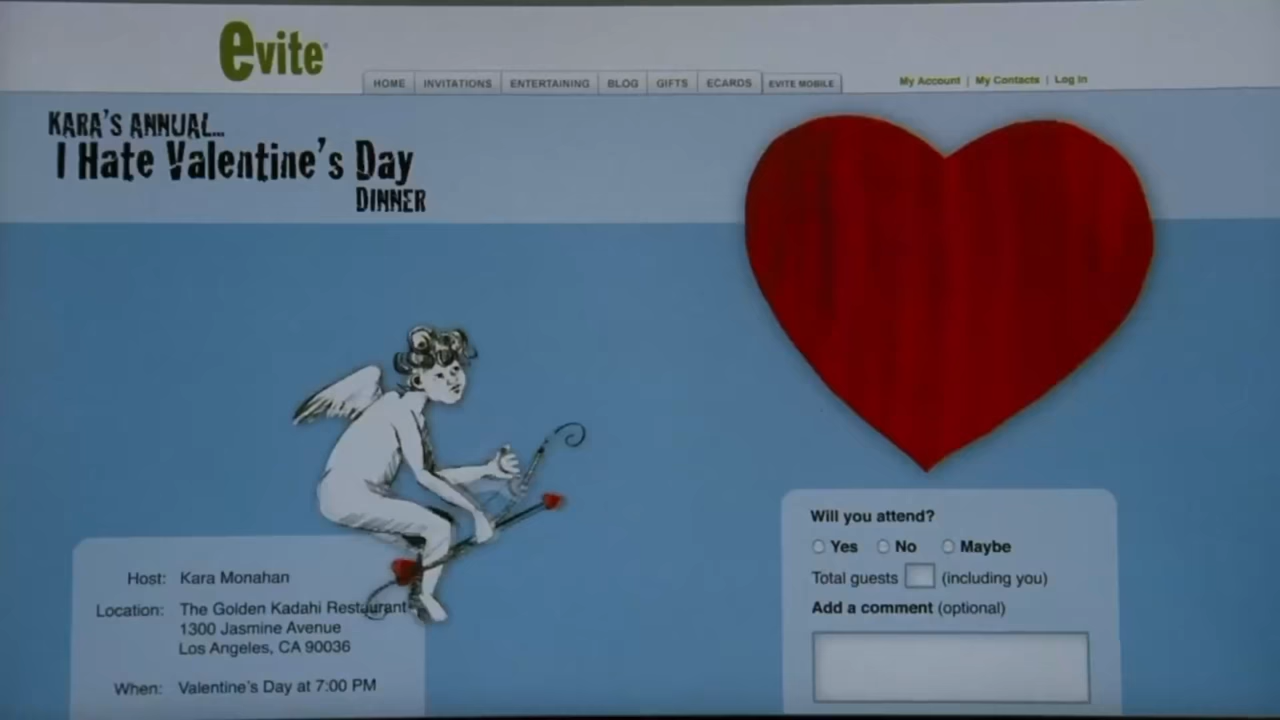 evite
HOME INVITATIONS ENTERTAINING BLOG GIFTS ECARDS EVITE MOBILE
My Account | My Contacts | Log In
KARA'S ANNUAL...
I Hate Valentine's Day
DINNER
Will you attend?
Yes No Maybe
Total guests (including you)
Add a comment (optional)
Host: Kara Monahan
Location: The Golden Kadahi Restaurant
1300 Jasmine Avenue
Los Angeles, CA 90036
When: Valentine's Day at 7:00 PM